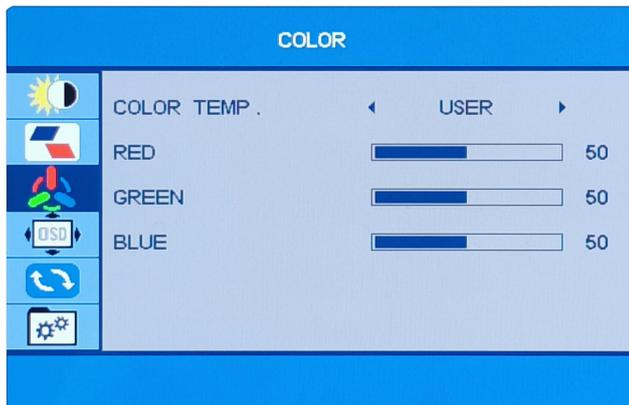 COLOR
COLOR TEMP. USER
RED 50
GREEN 50
OSD
BLUE 50